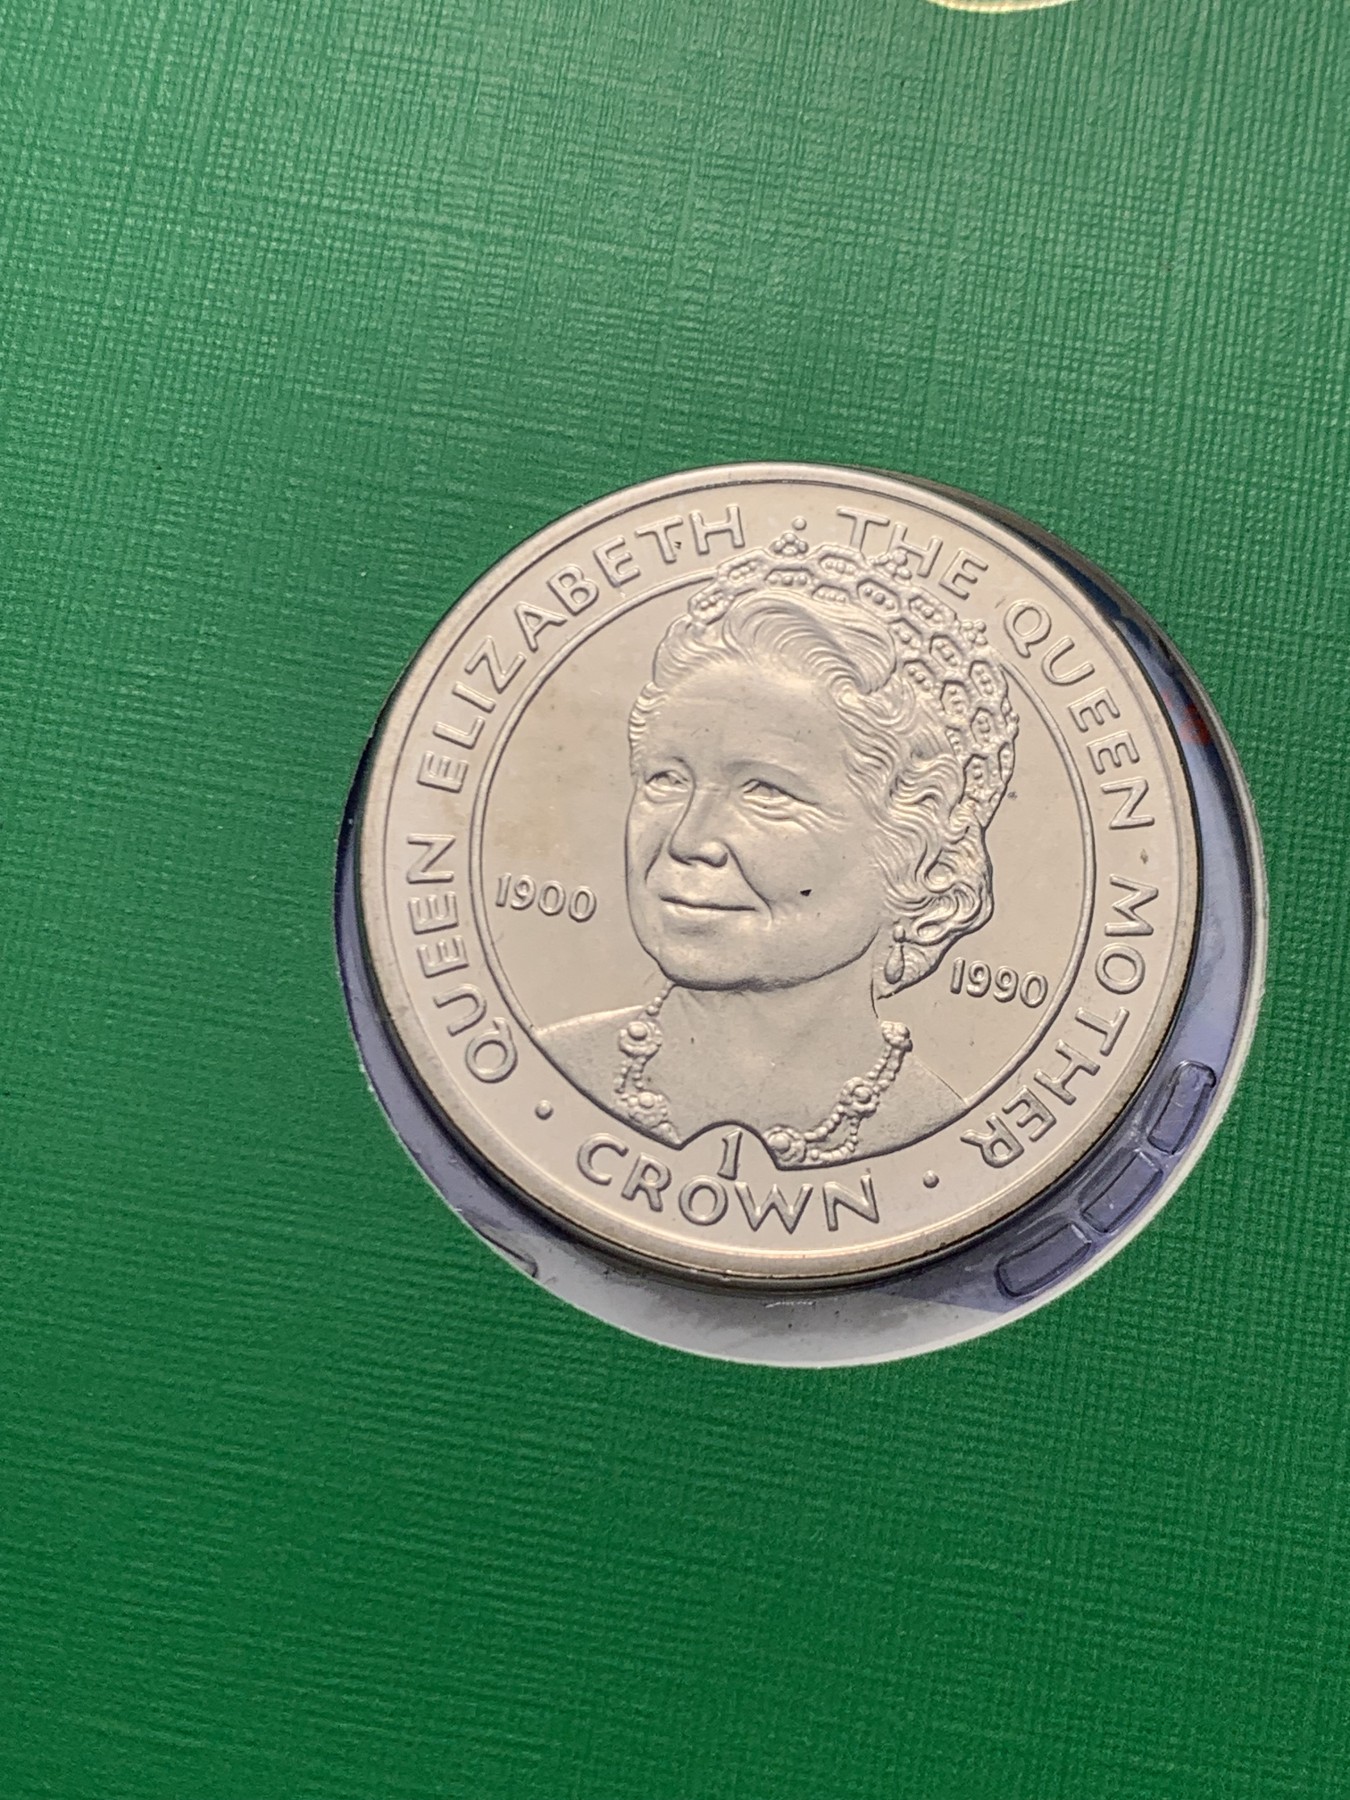 QUEEN ELIZABETH · THE QUEEN MOTHER
1900
1990
1
CROWN